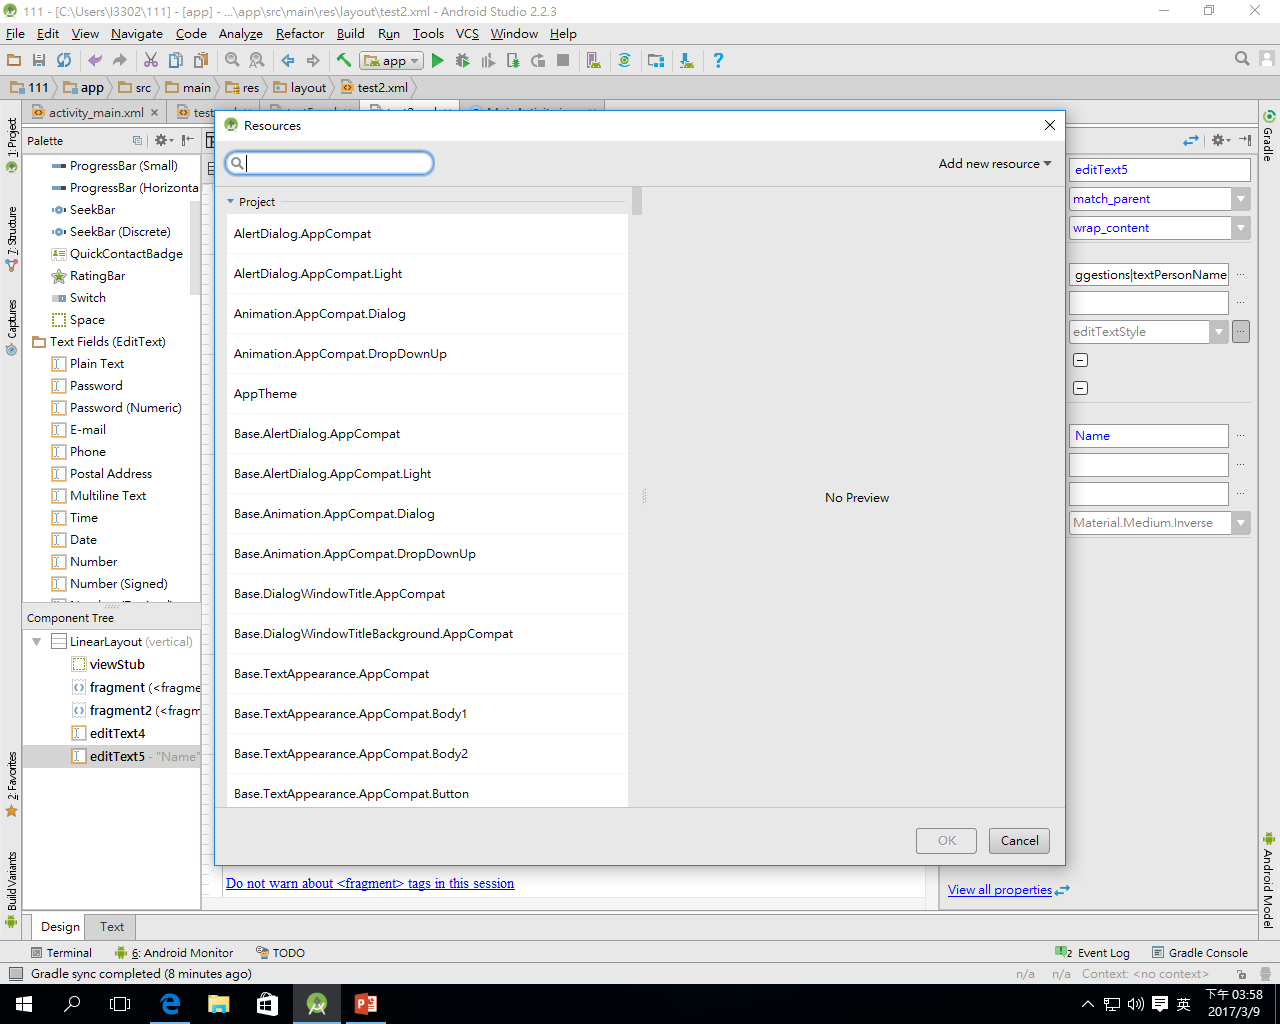 111 - [C:\Users\I3302\111] - [app] - ...\app\src\main\res\layout\test2.xml - Android Studio 2.2.3
File Edit View Navigate Code Analyze Refactor Build Run Tools VCS Window Help
app
111 app src main res layout test2.xml
activity_main.xml
Palette
ProgressBar (Small)
ProgressBar (Horizonta
SeekBar
SeekBar (Discrete)
QuickContactBadge
RatingBar
Switch
Space
Text Fields (EditText)
Plain Text
Password
Password (Numeric)
E-mail
Phone
Postal Address
Multiline Text
Time
Date
Number
Number (Signed)
Component Tree
LinearLayout (vertical)
viewStub
fragment (<fragme
fragment2 (<fragm
editText4
editText5 - "Name"
1: Project
7: Structure
Captures
2: Favorites
Build Variants
Resources
Add new resource
Project
AlertDialog.AppCompat
AlertDialog.AppCompat.Light
Animation.AppCompat.Dialog
Animation.AppCompat.DropDownUp
AppTheme
Base.AlertDialog.AppCompat
Base.AlertDialog.AppCompat.Light
Base.Animation.AppCompat.Dialog
Base.Animation.AppCompat.DropDownUp
Base.DialogWindowTitle.AppCompat
Base.DialogWindowTitleBackground.AppCompat
Base.TextAppearance.AppCompat
Base.TextAppearance.AppCompat.Body1
Base.TextAppearance.AppCompat.Body2
Base.TextAppearance.AppCompat.Button
No Preview
OK Cancel
Do not warn about <fragment> tags in this session
editText5
match_parent
wrap_content
ggestions|textPersonName
editTextStyle
Name
Material.Medium.Inverse
View all properties
Gradle
Android Model
Design Text
Terminal 6: Android Monitor TODO 2 Event Log Gradle Console
Gradle sync completed (8 minutes ago) n/a n/a Context: <no context>
英
下午 03:58
2017/3/9